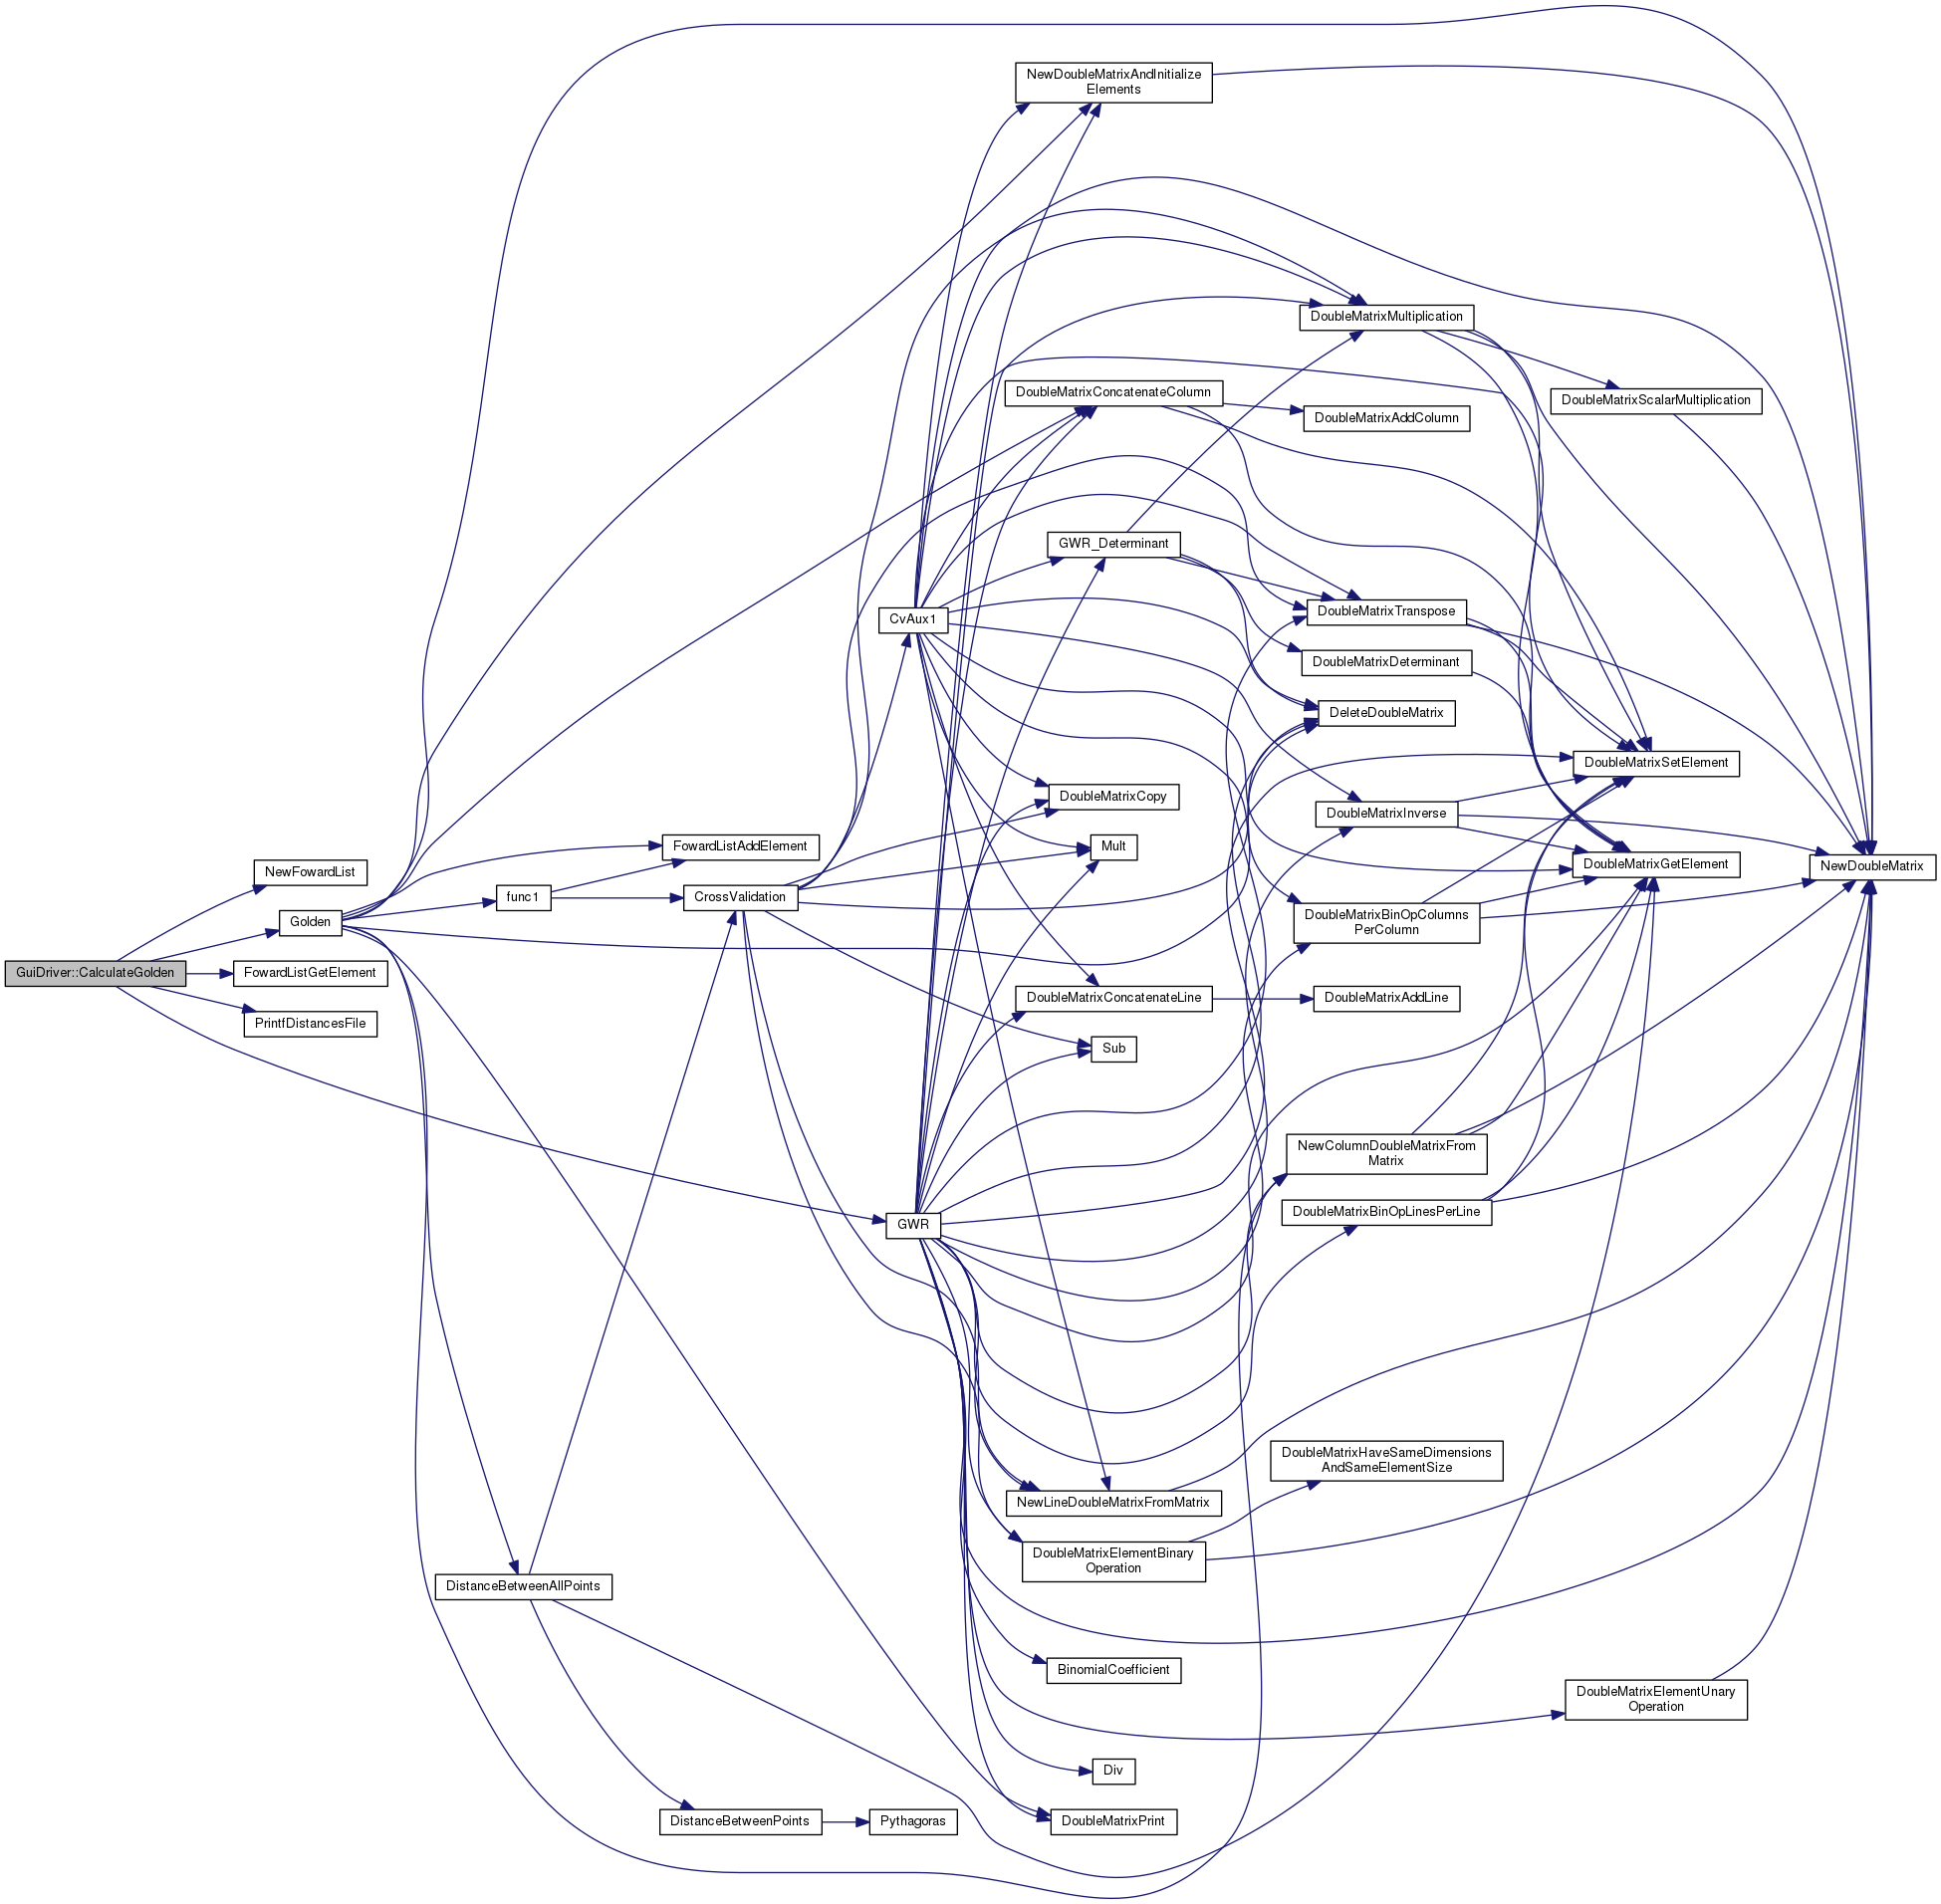 NewDoubleMatrixAndInitialize
Elements
DoubleMatrixMultiplication
DoubleMatrixConcatenateColumn
DoubleMatrixScalarMultiplication
DoubleMatrixAddColumn
GWR_Determinant
CvAux1
DoubleMatrixTranspose
DoubleMatrixDeterminant
DeleteDoubleMatrix
DoubleMatrixSetElement
DoubleMatrixCopy
DoubleMatrixInverse
FowardListAddElement
Mult
DoubleMatrixGetElement
NewDoubleMatrix
NewFowardList
func1
CrossValidation
Golden
DoubleMatrixBinOpColumns
PerColumn
GuiDriver::CalculateGolden
FowardListGetElement
DoubleMatrixConcatenateLine
DoubleMatrixAddLine
PrintfDistancesFile
Sub
NewColumnDoubleMatrixFrom
Matrix
DoubleMatrixBinOpLinesPerLine
GWR
DoubleMatrixHaveSameDimensions
AndSameElementSize
NewLineDoubleMatrixFromMatrix
DoubleMatrixElementBinary
Operation
DistanceBetweenAllPoints
BinomialCoefficient
DoubleMatrixElementUnary
Operation
Div
DistanceBetweenPoints
Pythagoras
DoubleMatrixPrint